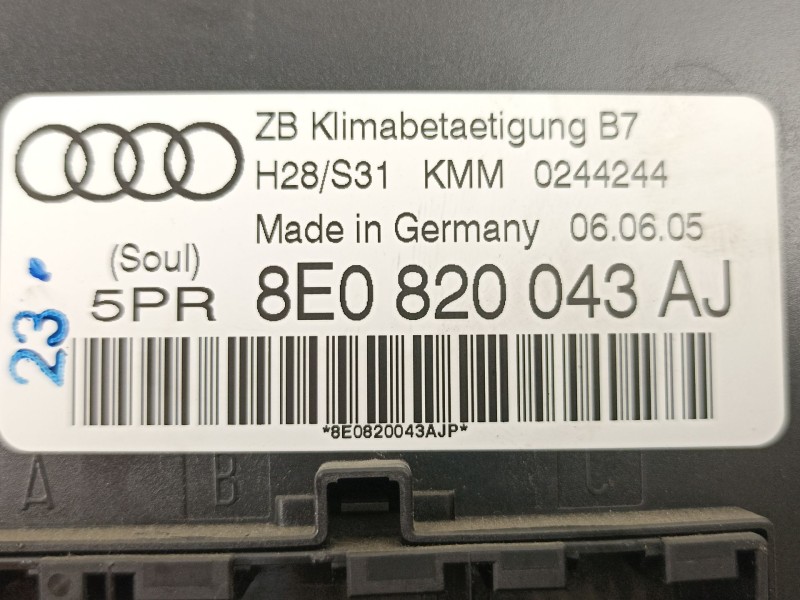 ZB Klimabetaetigung B7
H28/S31 KMM 0244244
Made in Germany 06.06.05
(Soul)
5PR 8E0 820 043 AJ
23.
*8E0820043AJP*
A B C